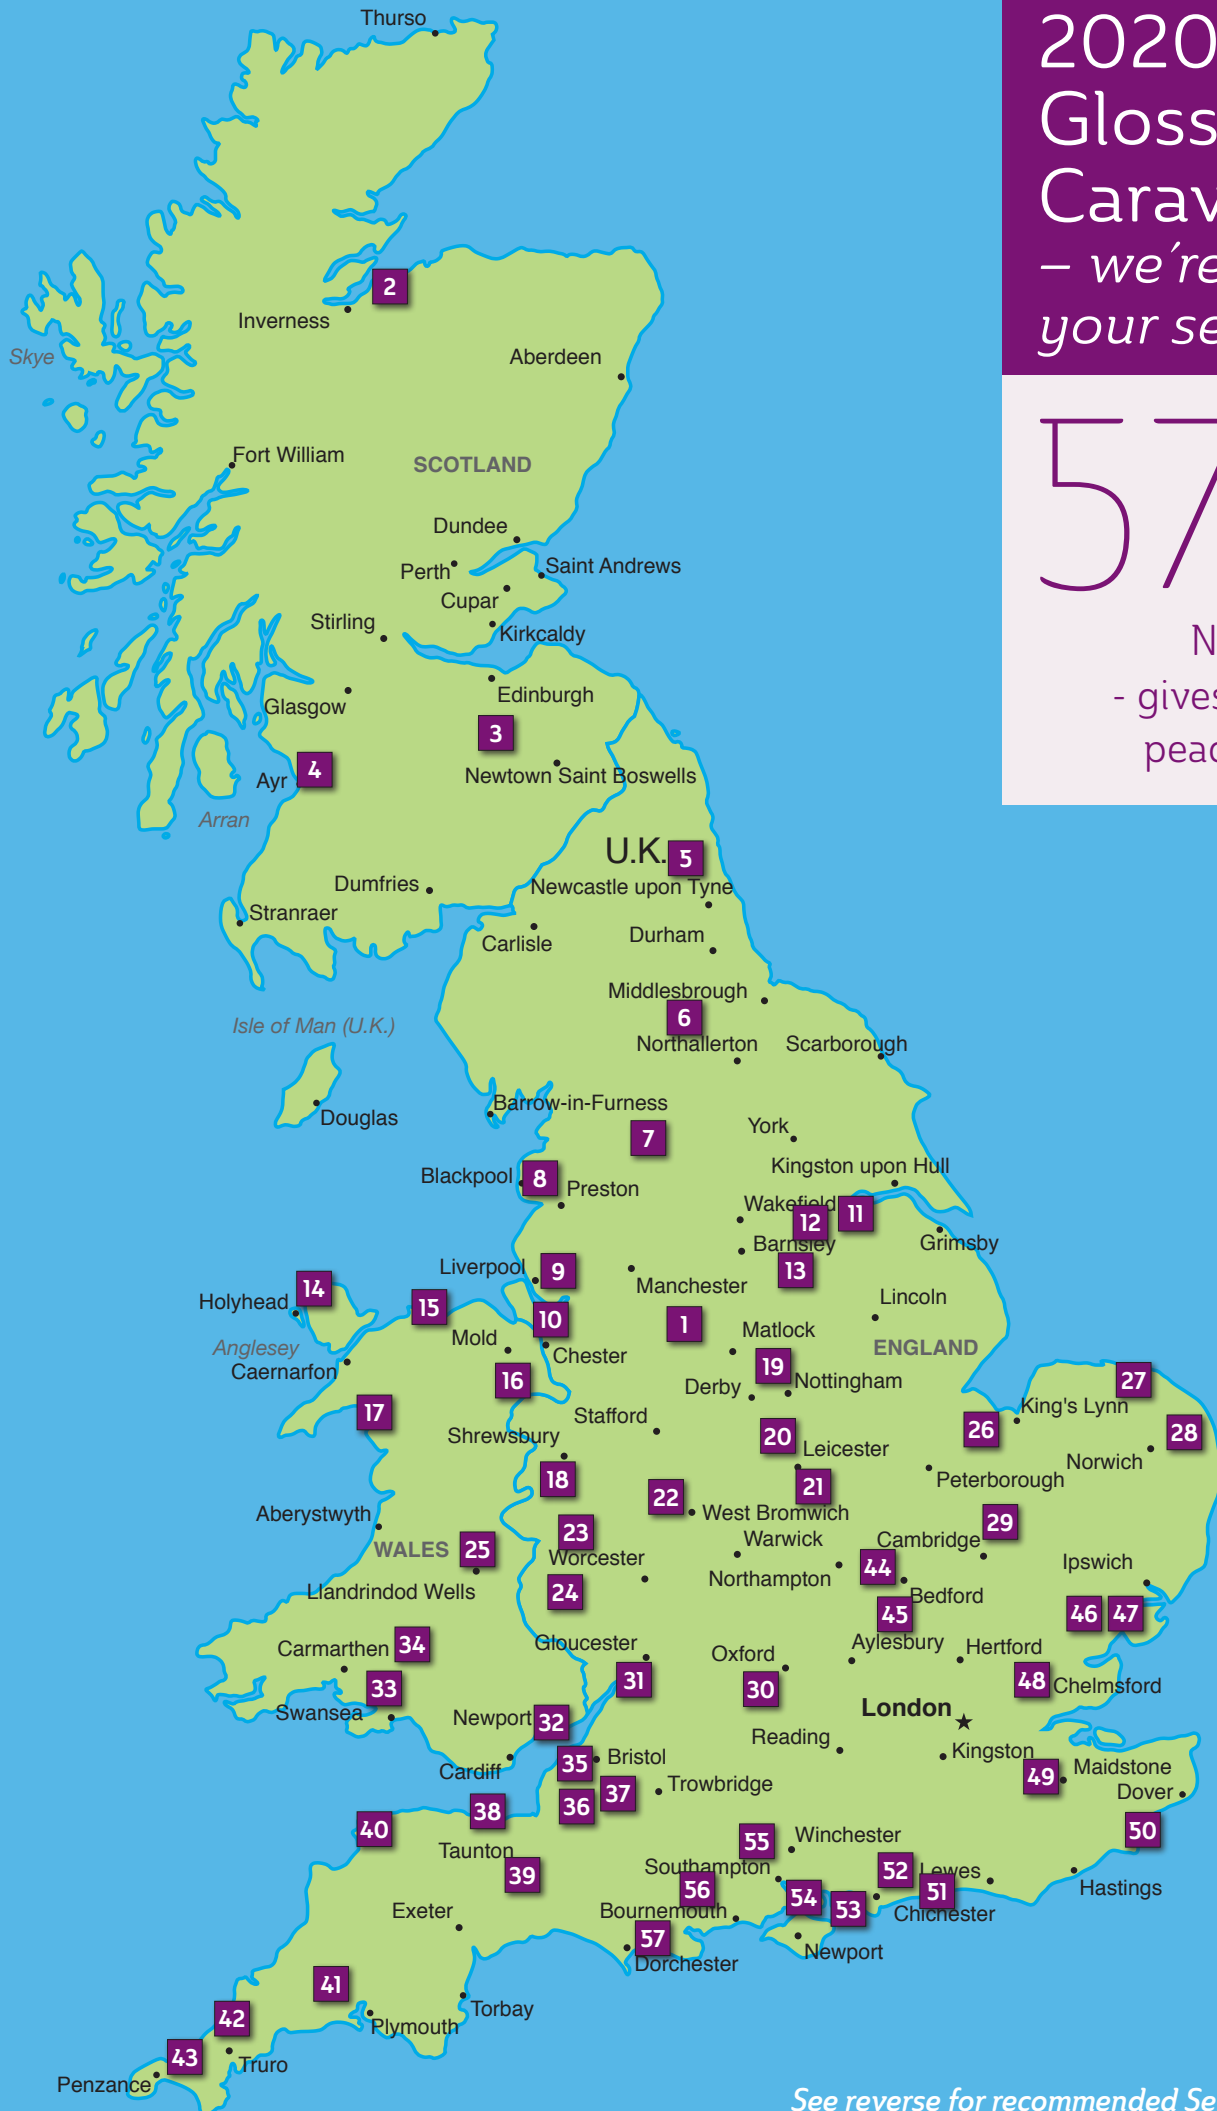 Thurso
2020
Gloss
Carav
– we're
your se
2
Inverness
Skye
Aberdeen
57
Fort William
SCOTLAND
Dundee
Perth
Saint Andrews
Cupar
Stirling
Kirkcaldy
N
- gives
peac
Edinburgh
Glasgow
3
4
Ayr
Newtown Saint Boswells
Arran
U.K.
5
Dumfries
Newcastle upon Tyne
Stranraer
Carlisle
Durham
Middlesbrough
6
Isle of Man (U.K.)
Northallerton
Scarborough
Douglas
Barrow-in-Furness
7
York
Blackpool
8
Preston
Kingston upon Hull
Wakefield
12
11
Barnsley
Grimsby
Liverpool
9
13
Manchester
14
Holyhead
15
10
1
Lincoln
Mold
Matlock
Anglesey
Chester
ENGLAND
Caernarfon
16
19
27
Derby
Nottingham
17
Stafford
King's Lynn
26
28
Shrewsbury
20
Leicester
Norwich
18
21
Peterborough
22
West Bromwich
Aberystwyth
23
29
WALES
25
Worcester
Warwick
Cambridge
Ipswich
44
Llandrindod Wells
24
Northampton
Bedford
45
46
47
Carmarthen
34
Gloucester
Oxford
Aylesbury
Hertford
33
31
30
48
Chelmsford
Swansea
Newport
32
London
Reading
Kingston
Cardiff
35
Bristol
49
Maidstone
37
Trowbridge
Dover
38
36
40
50
Taunton
55
Winchester
39
Southampton
52
Lewes
56
54
53
51
Hastings
Exeter
Bournemouth
Chichester
57
Newport
Dorchester
41
Torbay
42
Plymouth
43
Truro
Penzance
See reverse for recommended Se